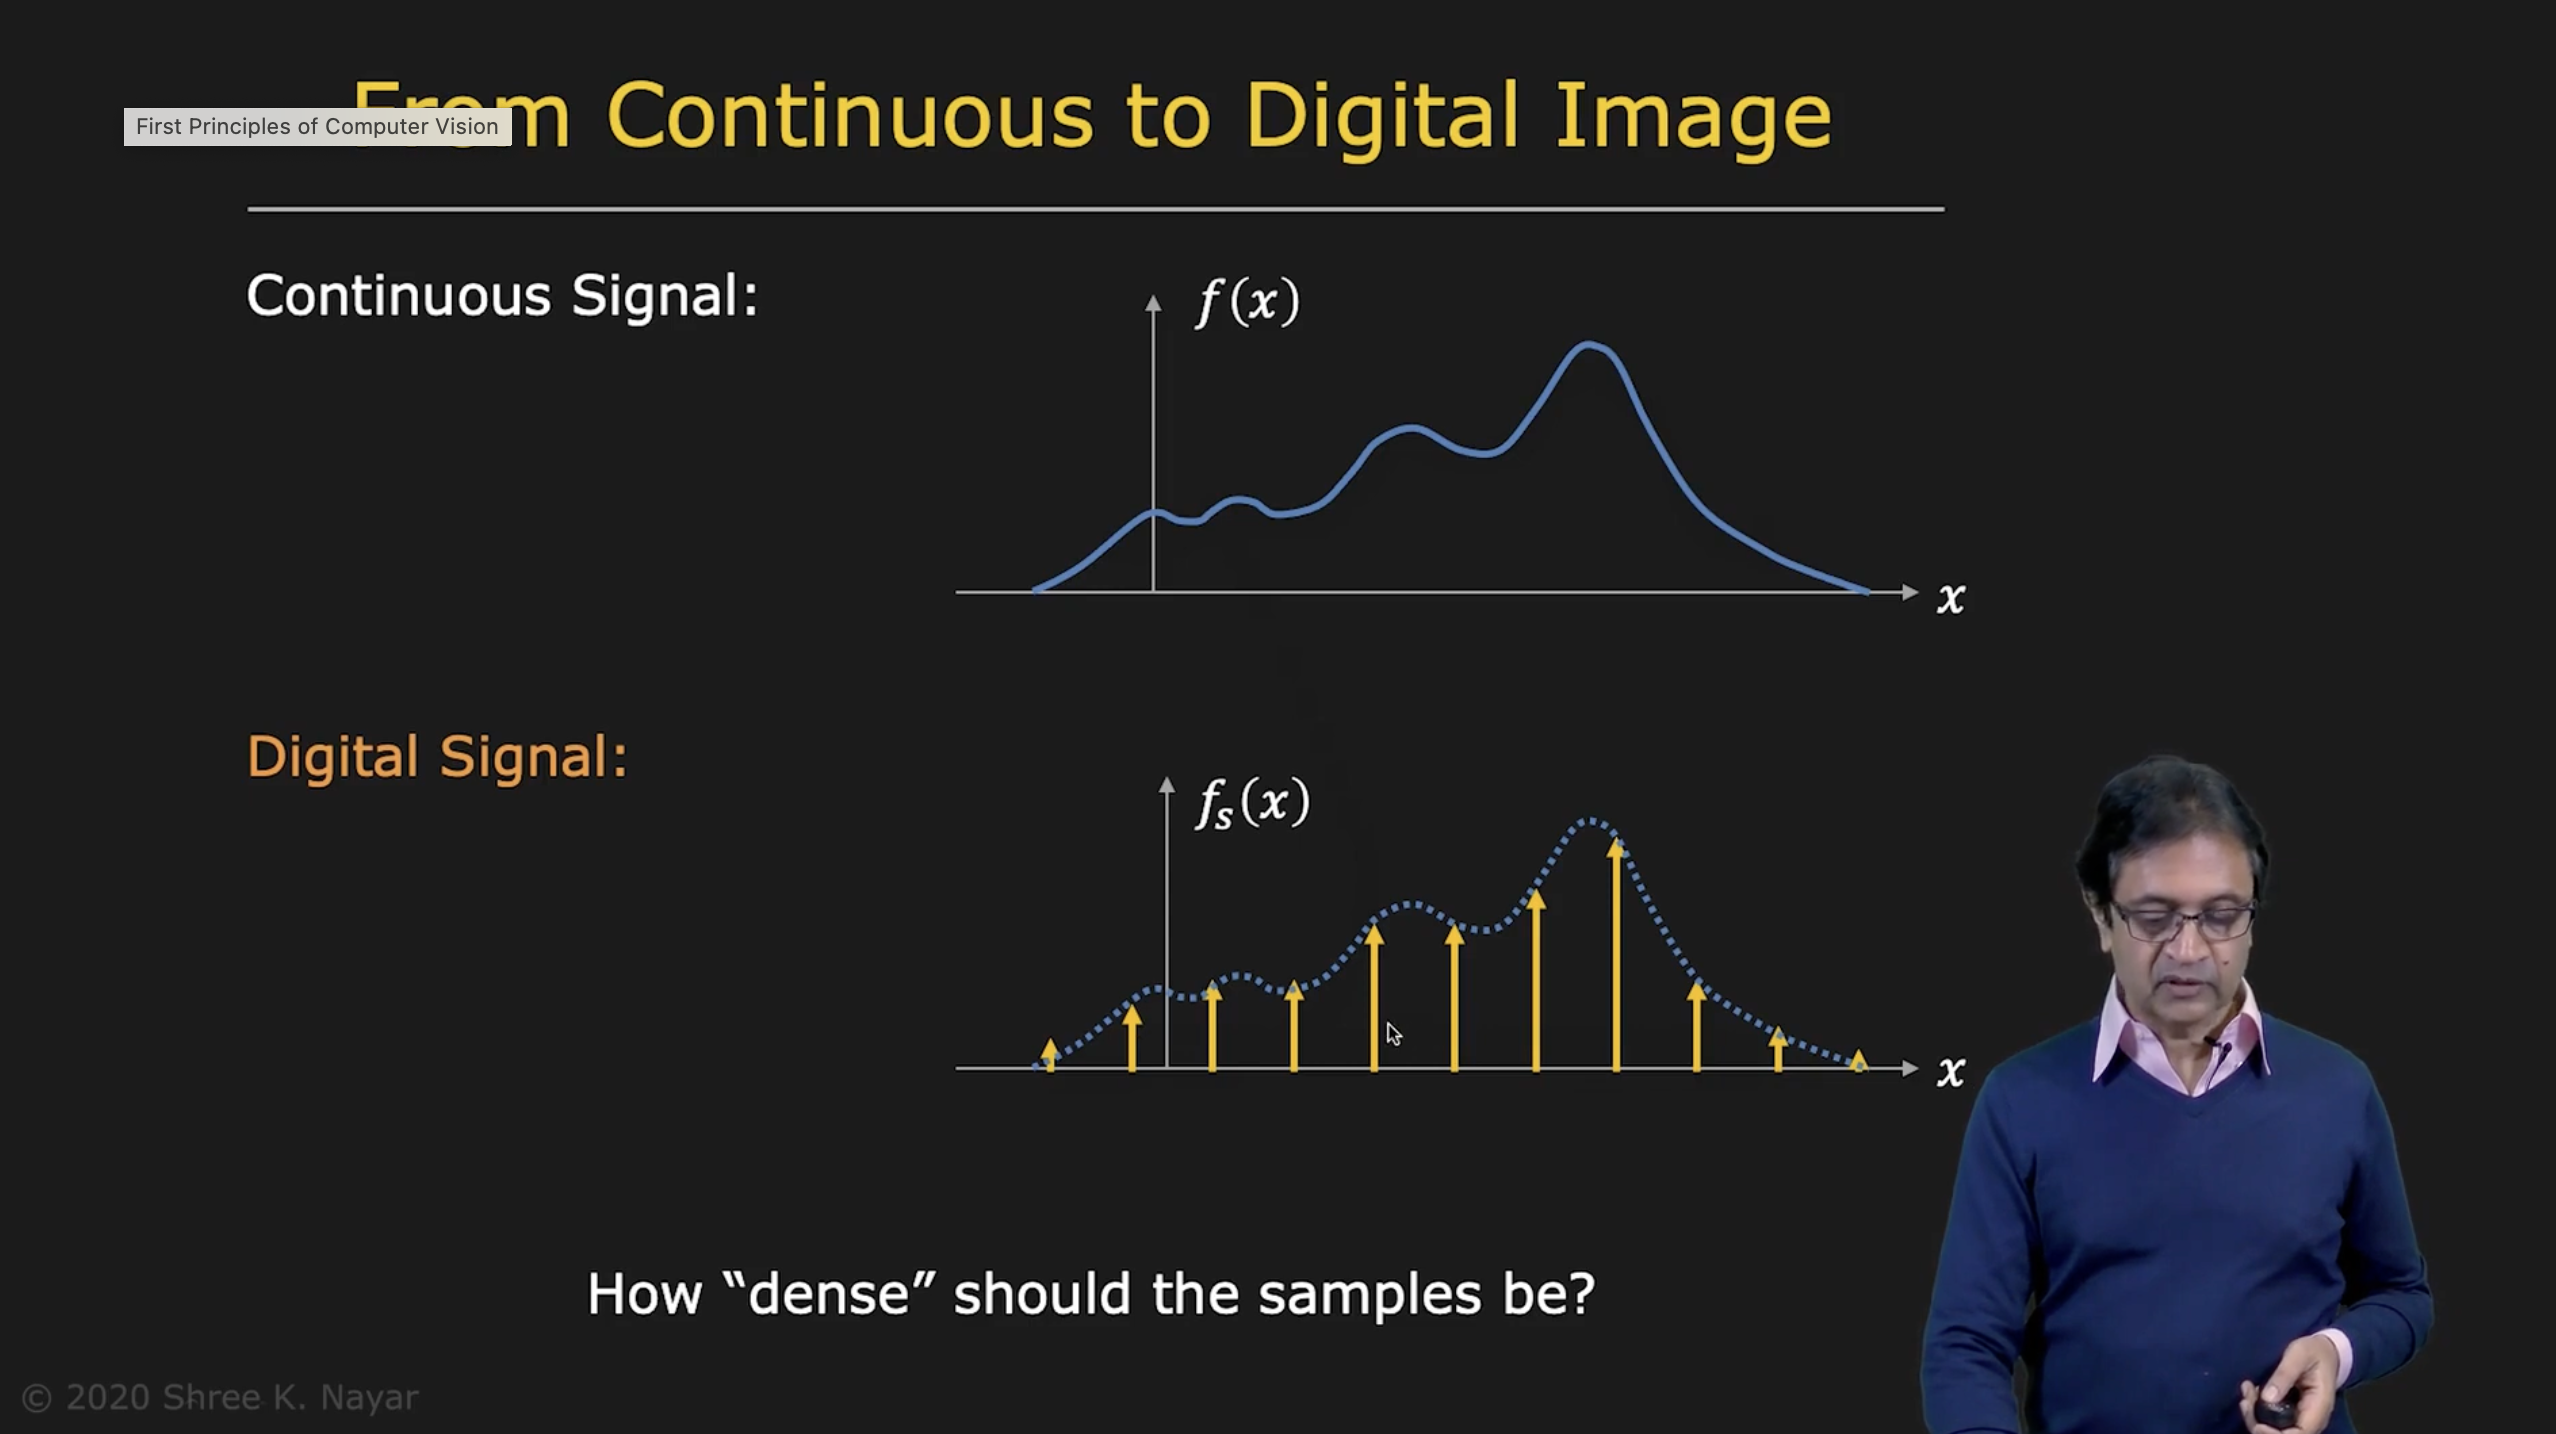 From Continuous to Digital Image
First Principles of Computer Vision
Continuous Signal:
f(x)
x
Digital Signal:
fₛ(x)
x
How “dense” should the samples be?
© 2020 Shree K. Nayar